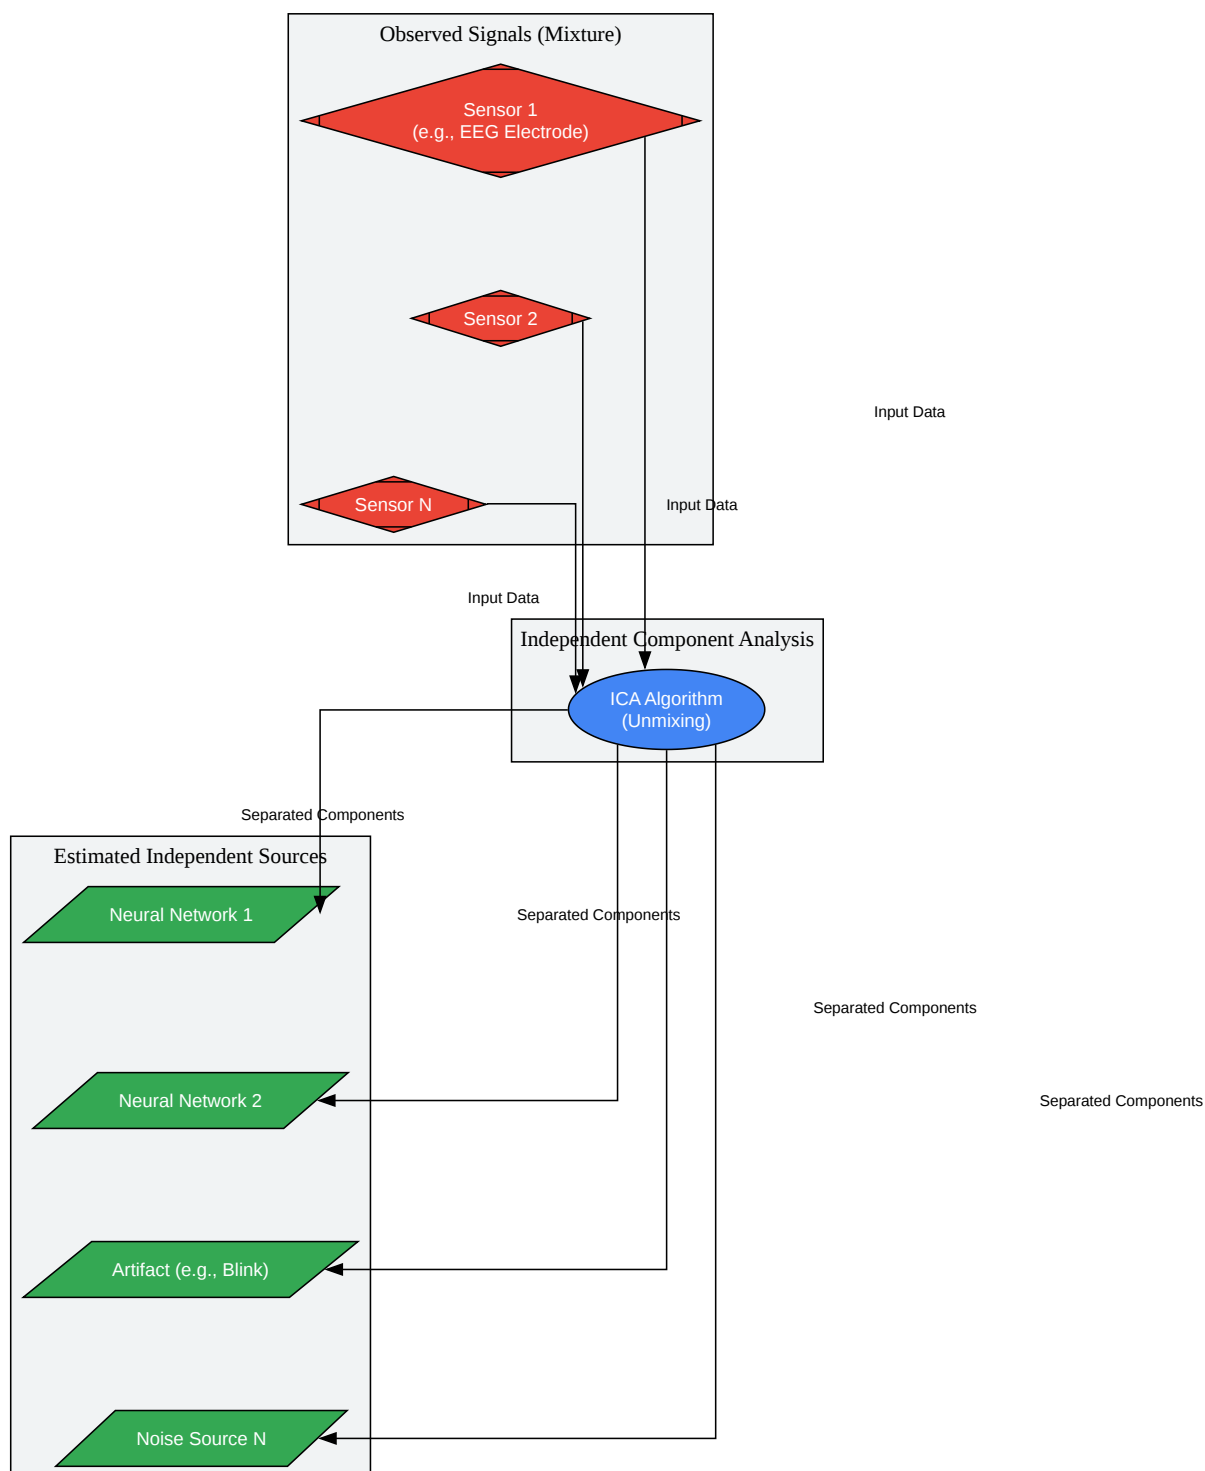 Observed Signals (Mixture)
Sensor 1
(e.g., EEG Electrode)
Sensor 2
Input Data
Sensor N
Input Data
Input Data
Independent Component Analysis
ICA Algorithm
(Unmixing)
Separated Components
Estimated Independent Sources
Neural Network 1
Separated Components
Separated Components
Neural Network 2
Separated Components
Artifact (e.g., Blink)
Noise Source N